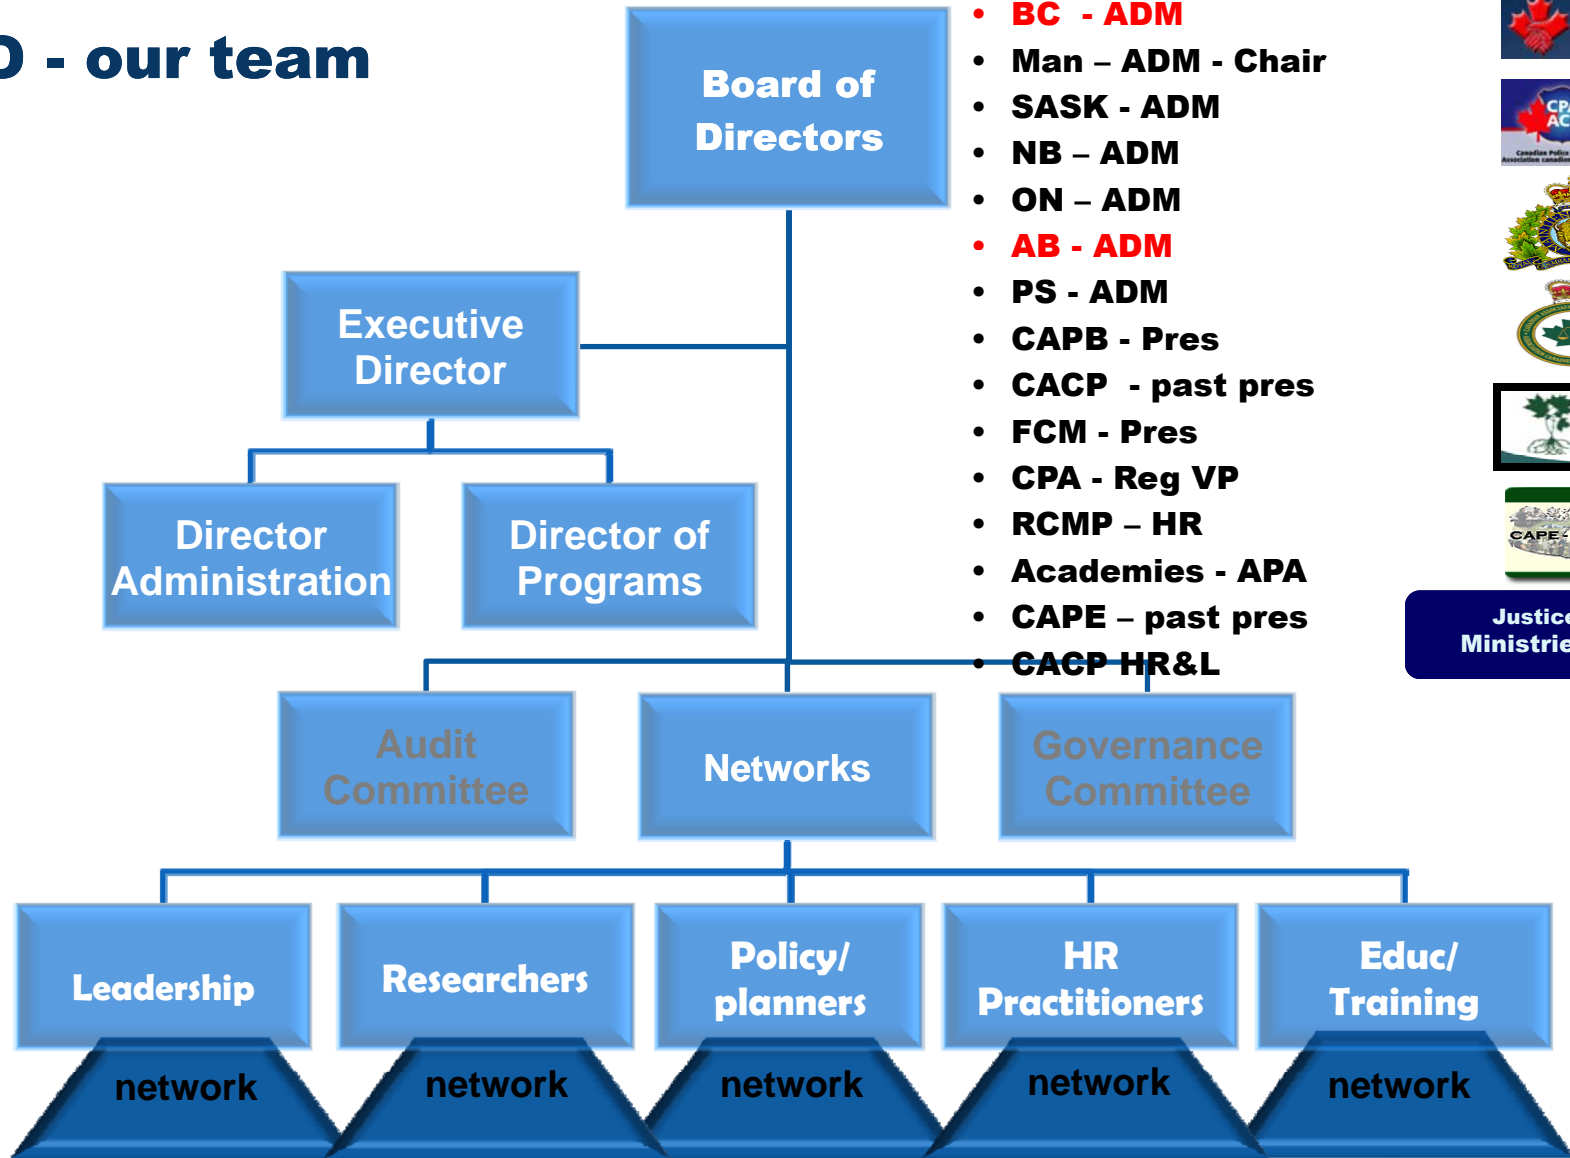 - our team
Board of
Directors
• BC - ADM
• Man – ADM - Chair
• SASK - ADM
• NB – ADM
• ON – ADM
• AB - ADM
• PS - ADM
• CAPB - Pres
• CACP - past pres
• FCM - Pres
• CPA - Reg VP
• RCMP – HR
• Academies - APA
• CAPE – past pres
• CACP HR&L
Executive
Director
Director
Administration
Director of
Programs
CAPE
Justice
Audit
Committee
Networks
Governance
Committee
Leadership
Researchers
Policy/
planners
HR
Practitioners
Educ/
Training
network
network
network
network
network